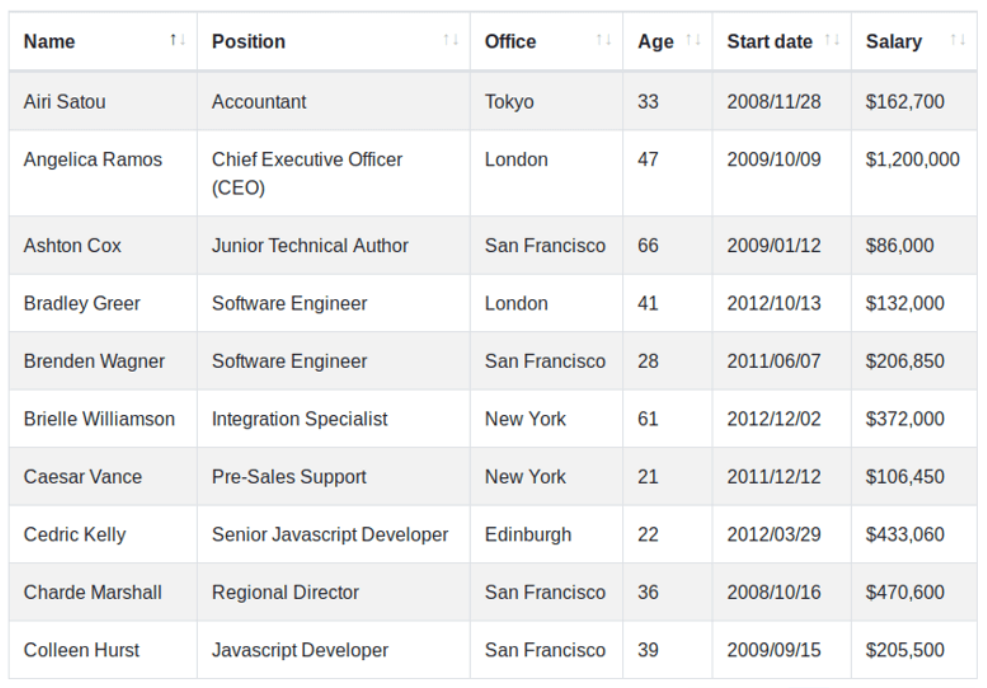 Name Position Office Age Start date Salary
Airi Satou Accountant Tokyo 33 2008/11/28 $162,700
Angelica Ramos Chief Executive Officer London 47 2009/10/09 $1,200,000
(CEO)
Ashton Cox Junior Technical Author San Francisco 66 2009/01/12 $86,000
Bradley Greer Software Engineer London 41 2012/10/13 $132,000
Brenden Wagner Software Engineer San Francisco 28 2011/06/07 $206,850
Brielle Williamson Integration Specialist New York 61 2012/12/02 $372,000
Caesar Vance Pre-Sales Support New York 21 2011/12/12 $106,450
Cedric Kelly Senior Javascript Developer Edinburgh 22 2012/03/29 $433,060
Charde Marshall Regional Director San Francisco 36 2008/10/16 $470,600
Colleen Hurst Javascript Developer San Francisco 39 2009/09/15 $205,500